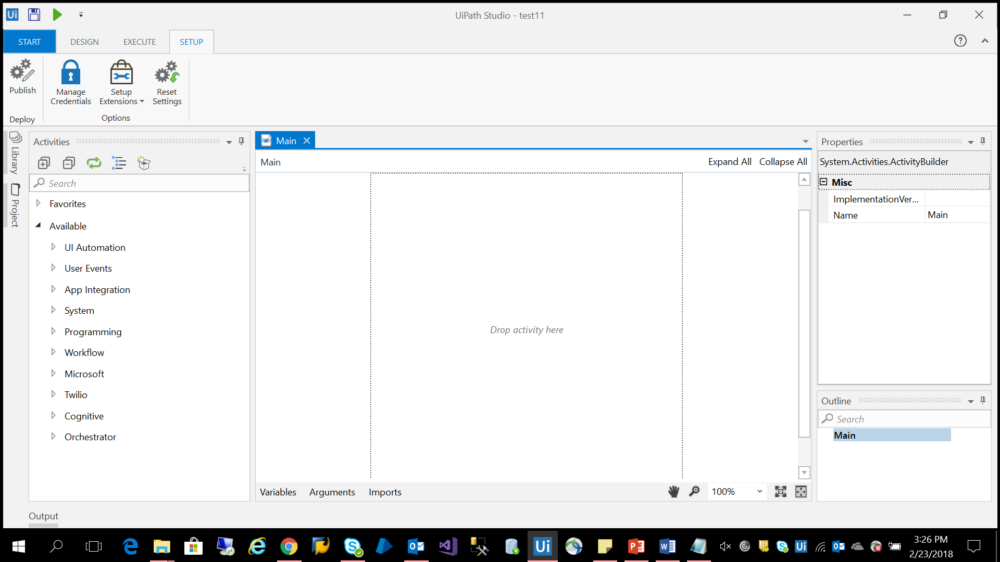 Ui
UiPath Studio - test11
START DESIGN EXECUTE SETUP
?
Publish
Manage
Credentials
Setup
Extensions
Reset
Settings
Deploy
Options
Library
Project
Activities
Search
Favorites
Available
UI Automation
User Events
App Integration
System
Programming
Workflow
Microsoft
Twilio
Cognitive
Orchestrator
Main
Main
Expand All Collapse All
Drop activity here
Variables Arguments Imports
100%
Properties
System.Activities.ActivityBuilder
Misc
ImplementationVer...
Name Main
Outline
Search
Main
Output
Ui
3:26 PM
2/23/2018